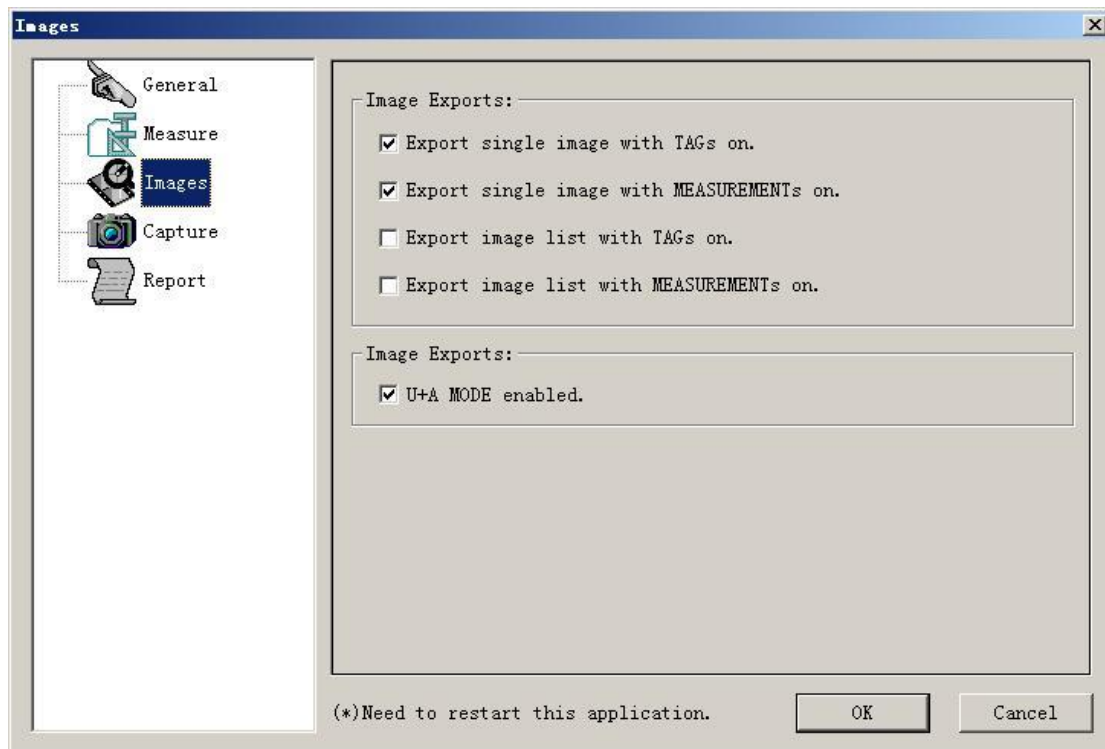 Images
General
Measure
Images
Capture
Report
Image Exports:
Export single image with TAGs on.
Export single image with MEASUREMENTs on.
Export image list with TAGs on.
Export image list with MEASUREMENTs on.
Image Exports:
U+A MODE enabled.
(*)Need to restart this application.
OK
Cancel